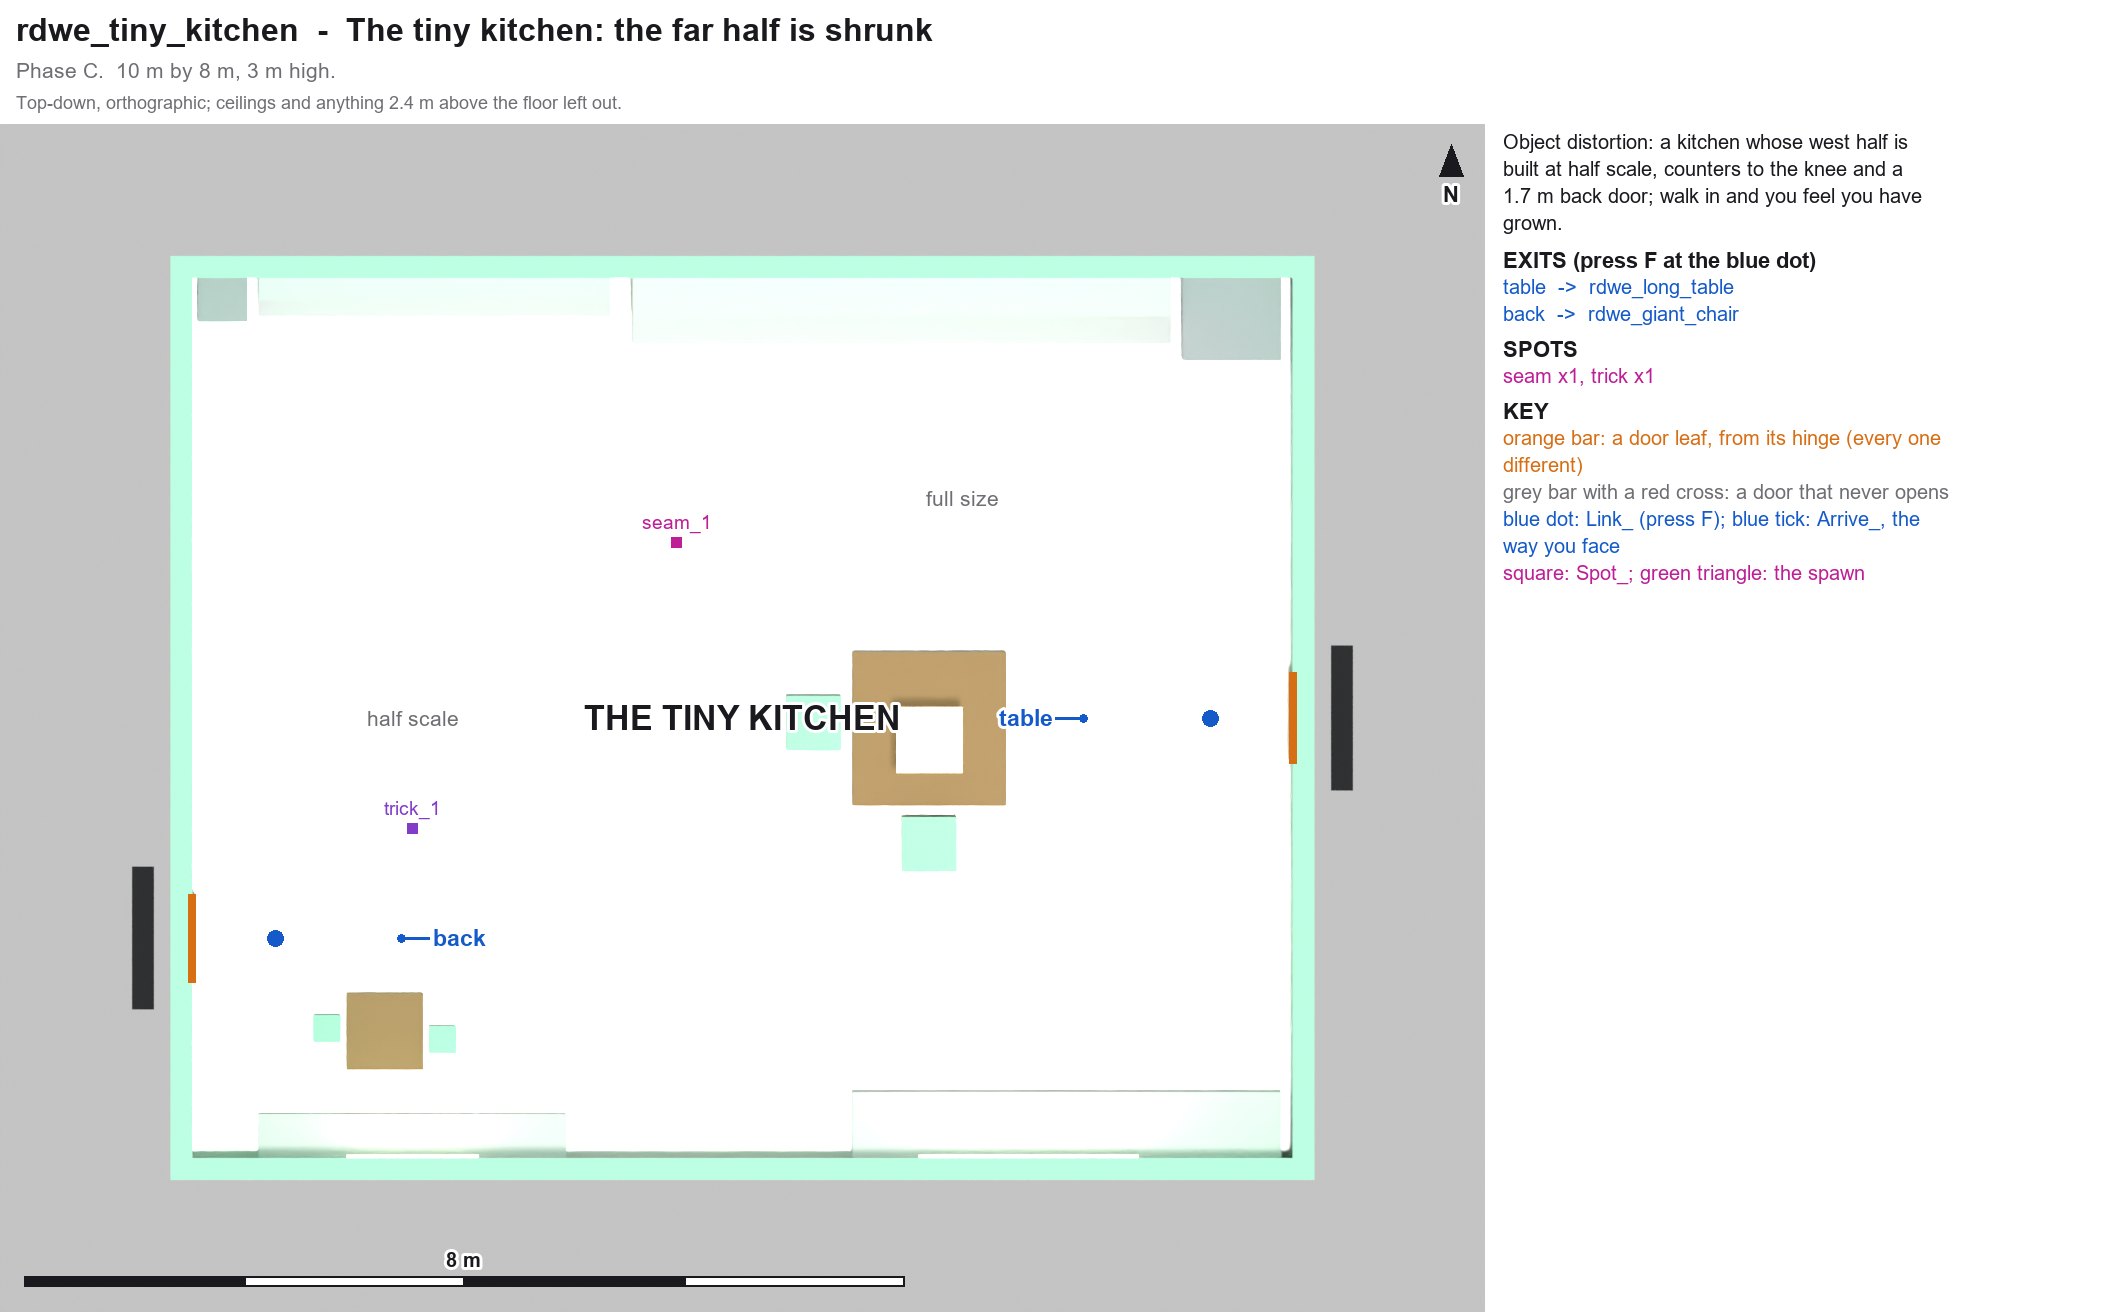 rdwe_tiny_kitchen  -  The tiny kitchen: the far half is shrunk
Phase C.  10 m by 8 m, 3 m high.
Top-down, orthographic; ceilings and anything 2.4 m above the floor left out.
N
full size
seam_1
half scale
THE TINY KITCHEN
table
trick_1
back
8 m
Object distortion: a kitchen whose west half is
built at half scale, counters to the knee and a
1.7 m back door; walk in and you feel you have
grown.
EXITS (press F at the blue dot)
table  ->  rdwe_long_table
back  ->  rdwe_giant_chair
SPOTS
seam x1, trick x1
KEY
orange bar: a door leaf, from its hinge (every one
different)
grey bar with a red cross: a door that never opens
blue dot: Link_ (press F); blue tick: Arrive_, the
way you face
square: Spot_; green triangle: the spawn